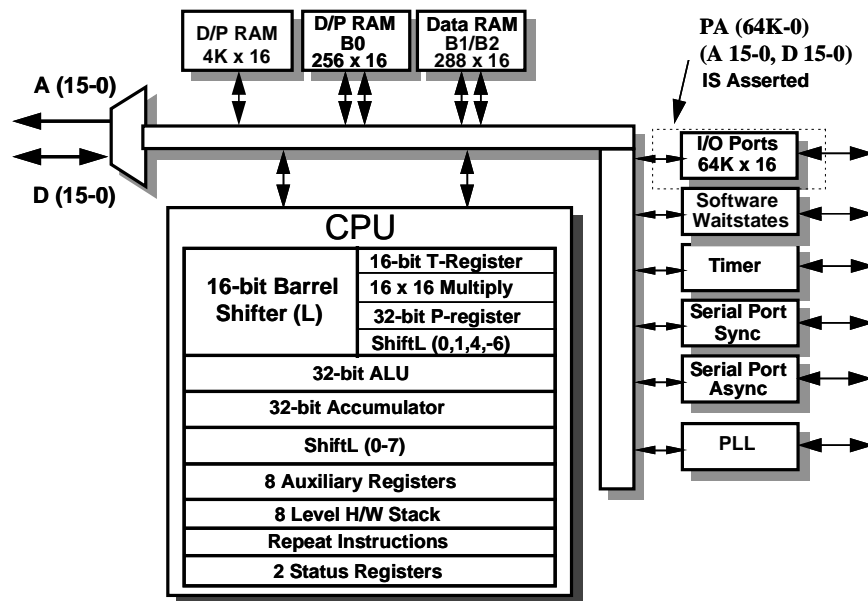 D/P RAM
4K x 16
D/P RAM
B0
256 x 16
Data RAM
B1/B2
288 x 16
PA (64K-0)
(A 15-0, D 15-0)
IS Asserted
A (15-0)
D (15-0)
I/O Ports
64K x 16
Software
Waitstates
Timer
Serial Port
Sync
Serial Port
Async
PLL
CPU
16-bit Barrel
Shifter (L)
16-bit T-Register
16 x 16 Multiply
32-bit P-register
ShiftL (0,1,4,-6)
32-bit ALU
32-bit Accumulator
ShiftL (0-7)
8 Auxiliary Registers
8 Level H/W Stack
Repeat Instructions
2 Status Registers